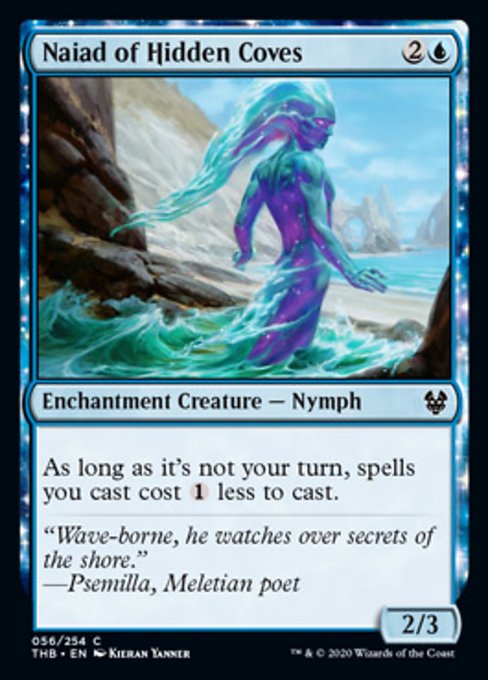 Naiad of Hidden Coves 2
Enchantment Creature — Nymph
As long as it's not your turn, spells
you cast cost 1 less to cast.
“Wave-borne, he watches over secrets of
the shore.”
—Psemilla, Meletian poet
2/3
056/254 C
THB • EN Kieran Yanner
™ & © 2020 Wizards of the Coast